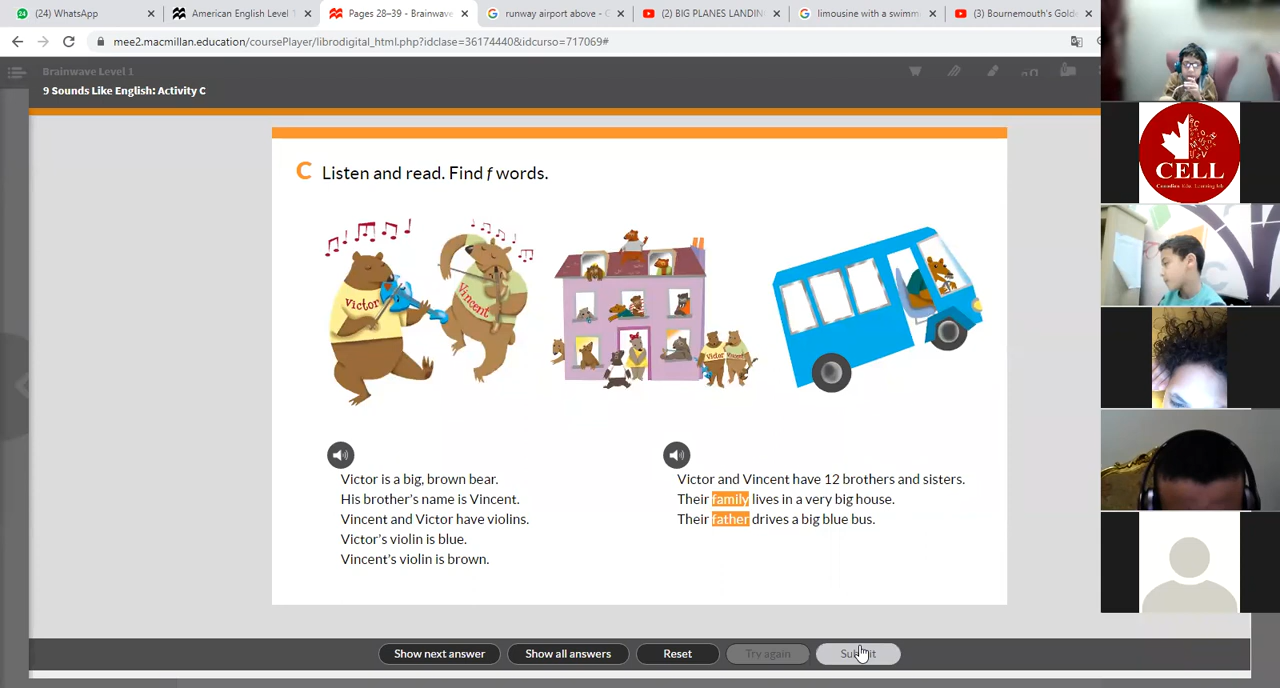 (24) WhatsApp
American English Level 1
Pages 28–39 - Brainwave
runway airport above - G
(2) BIG PLANES LANDING
limousine with a swimm
(3) Bournemouth's Gold
mee2.macmillan.education/coursePlayer/librodigital_html.php?idclase=36174440&idcurso=717069#
Brainwave Level 1
9 Sounds Like English: Activity C
C Listen and read. Find f words.
Victor
Vincent
Victor Vincent
Victor is a big, brown bear.
His brother's name is Vincent.
Vincent and Victor have violins.
Victor's violin is blue.
Vincent's violin is brown.
Victor and Vincent have 12 brothers and sisters.
Their family lives in a very big house.
Their father drives a big blue bus.
Show next answer
Show all answers
Reset
Try again
Submit
CELL